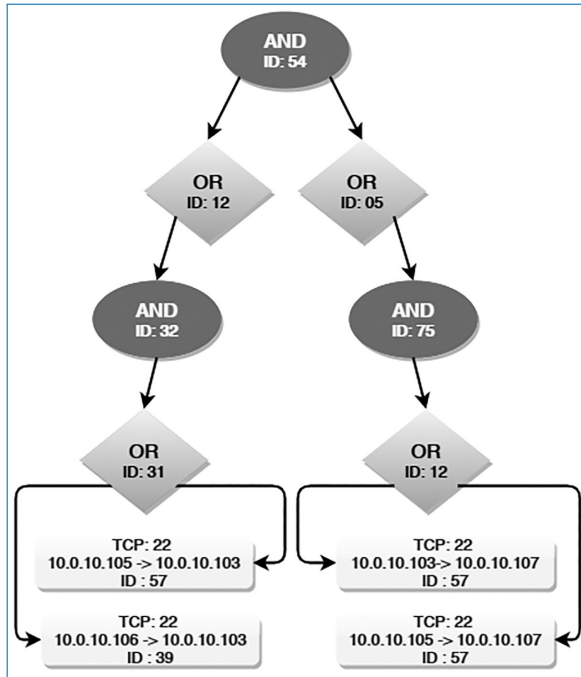 AND
ID: 54
OR
ID: 12
OR
ID: 05
AND
ID: 32
AND
ID: 75
OR
ID: 31
OR
ID: 12
TCP: 22
10.0.10.105 -> 10.0.10.103
ID : 57
TCP: 22
10.0.10.103-> 10.0.10.107
ID : 57
TCP: 22
10.0.10.106 -> 10.0.10.103
ID : 39
TCP: 22
10.0.10.105 -> 10.0.10.107
ID : 57